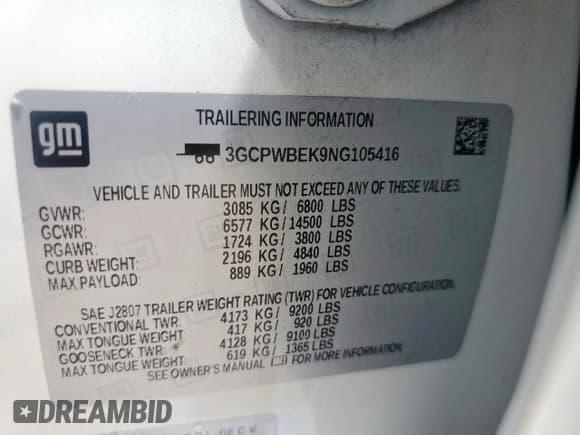 gm
TRAILERING INFORMATION
3GCPWBEK9NG105416
VEHICLE AND TRAILER MUST NOT EXCEED ANY OF THESE VALUES.
GVWR: 3085 KG/ 6800 LBS
GCWR: 6577 KG/14500 LBS
RGAWR: 1724 KG/ 3800 LBS
CURB WEIGHT: 2196 KG/ 4840 LBS
MAX PAYLOAD: 889 KG/ 1960 LBS
SAE J2807 TRAILER WEIGHT RATING (TWR) FOR VEHICLE CONFIGURATION.
CONVENTIONAL TWR: 4173 KG/ 9200 LBS
MAX TONGUE WEIGHT: 417 KG/ 920 LBS
GOOSENECK TWR: 4128 KG/ 9100 LBS
MAX TONGUE WEIGHT: 619 KG/ 1365 LBS
SEE OWNER'S MANUAL FOR MORE INFORMATION.
DREAMBID